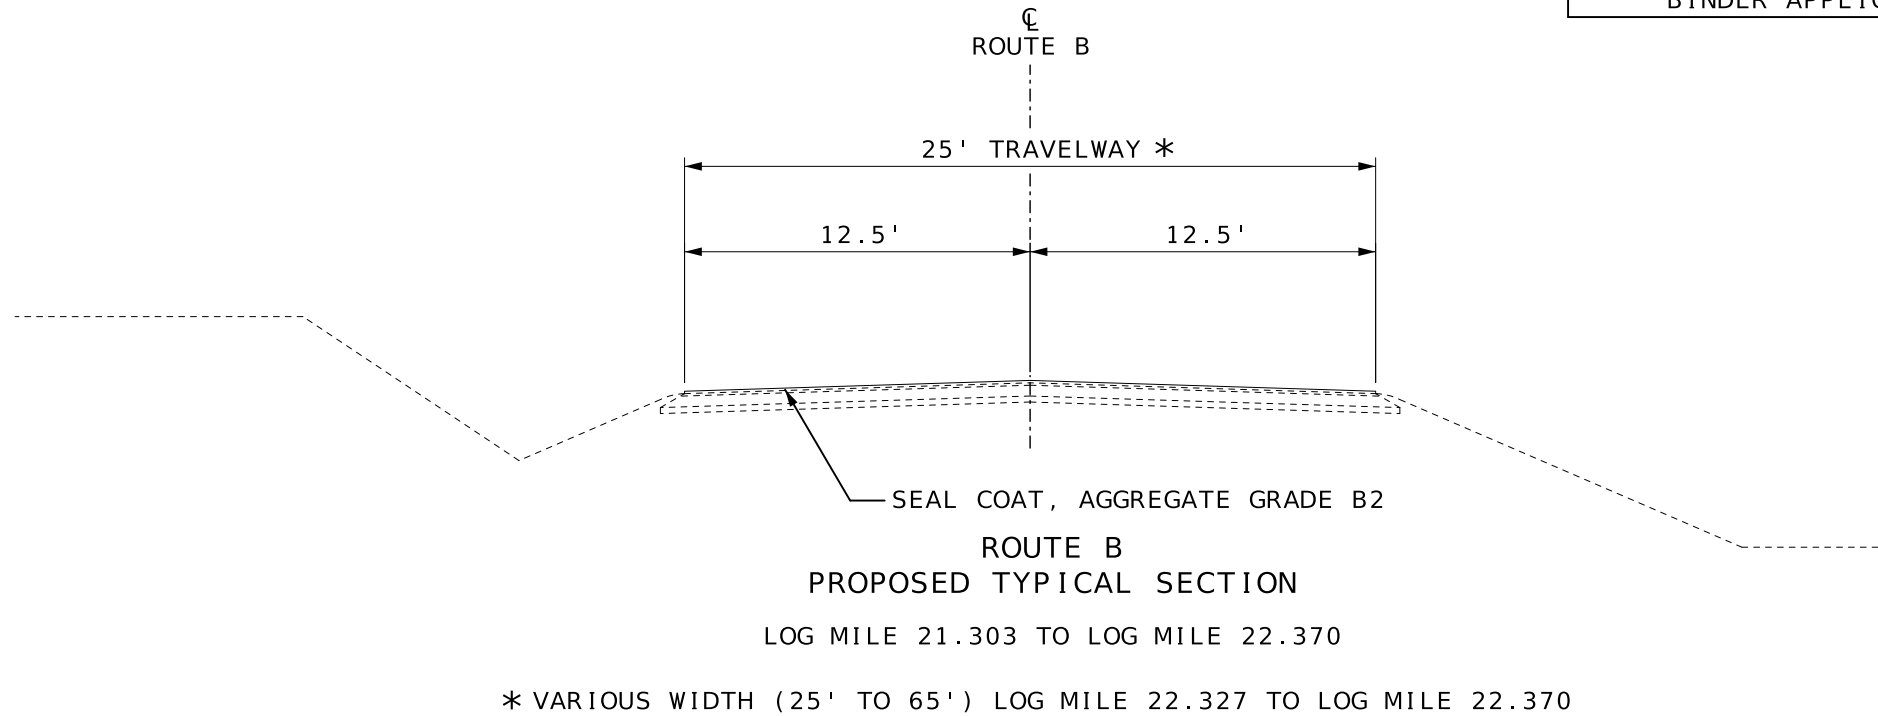 BINDER
℄
ROUTE B
25' TRAVELWAY *
12.5' 12.5'
SEAL COAT, AGGREGATE GRADE B2
ROUTE B
PROPOSED TYPICAL SECTION
LOG MILE 21.303 TO LOG MILE 22.370
* VARIOUS WIDTH (25' TO 65') LOG MILE 22.327 TO LOG MILE 22.370